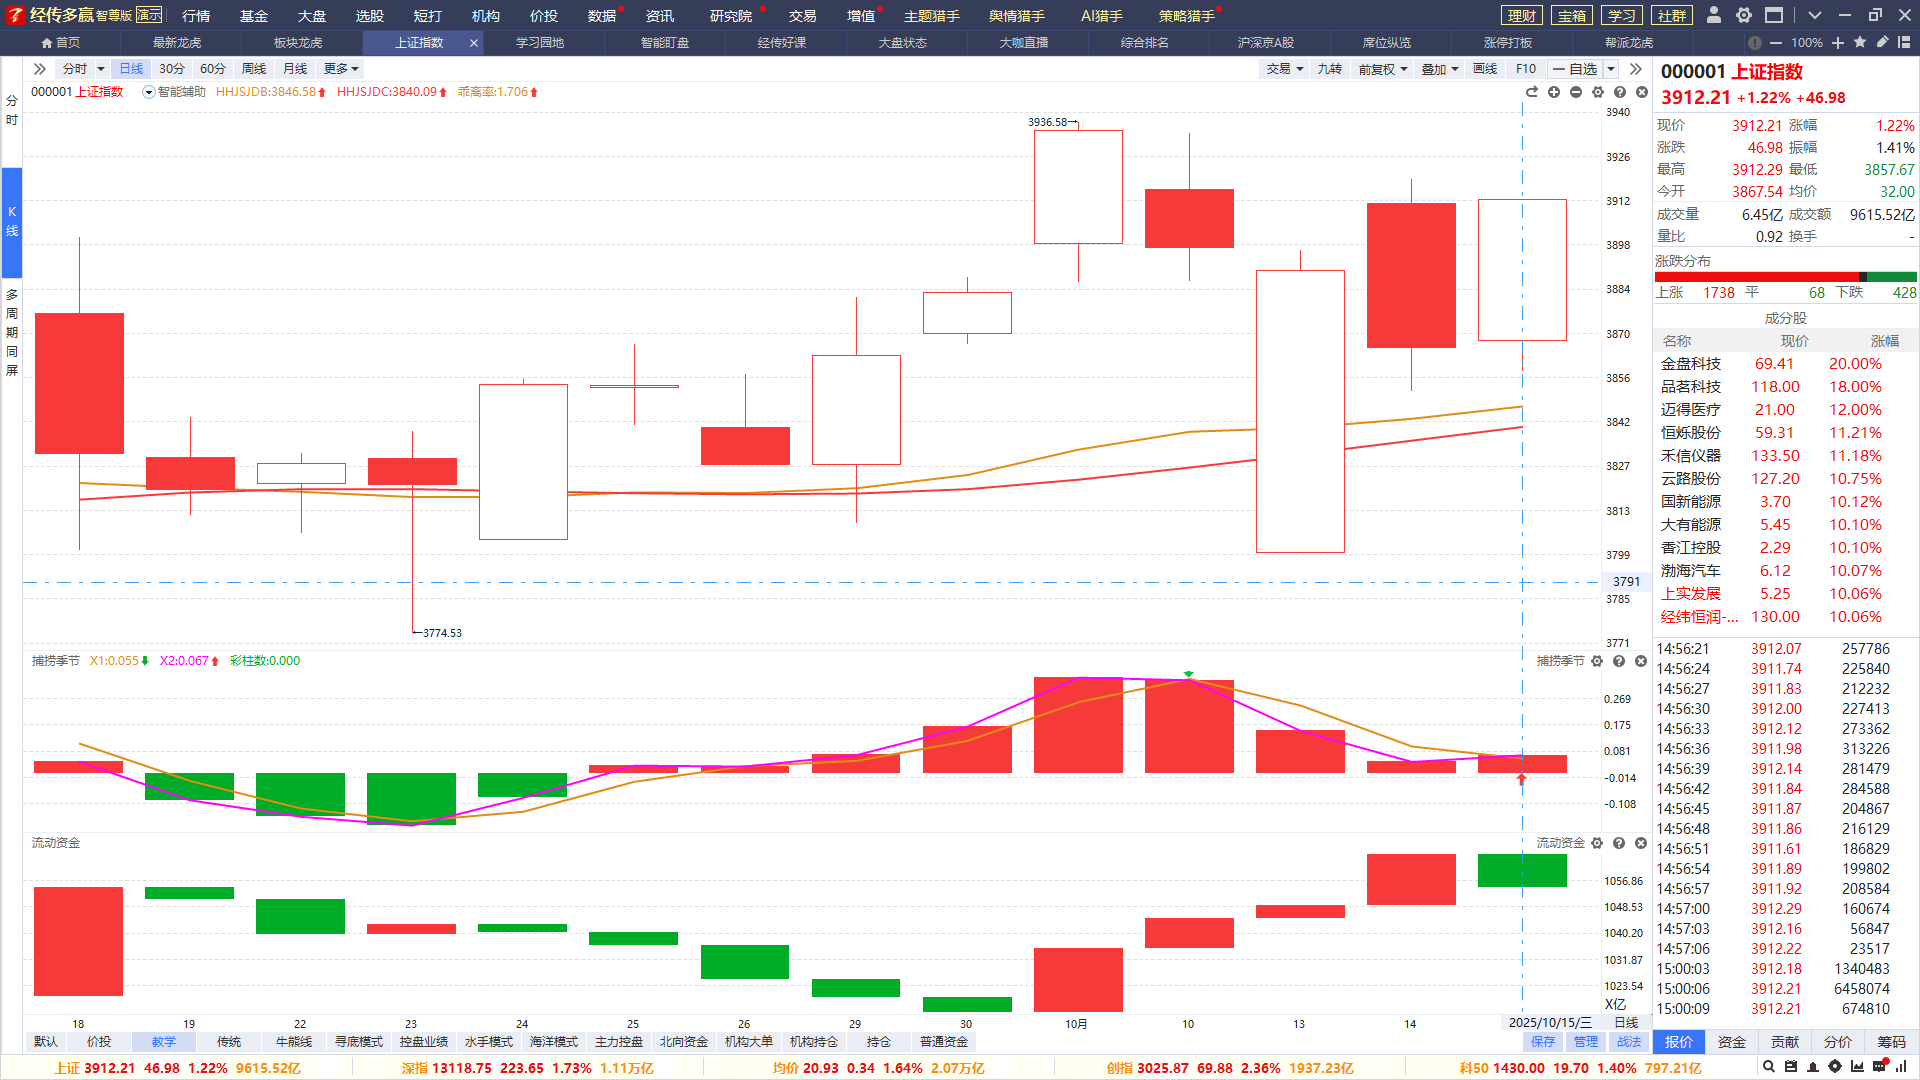 经传多赢 智尊版 演示 行情 基金 大盘 选股 短打 机构 价投 数据 资讯 研究院 交易 增值 主题猎手 舆情猎手 AI猎手 策略猎手 理财 宝箱 学习 社群
首页 最新龙虎 板块龙虎 上证指数 学习园地 智能盯盘 经传好课 大盘状态 大咖直播 综合排名 沪深京A股 席位纵览 涨停打板 帮派龙虎 100%
分时 日线 30分 60分 周线 月线 更多 交易 九转 前复权 叠加 画线 F10 自选
000001 上证指数 智能辅助 HHJSJDB:3846.58 HHJSJDC:3840.09 乖离率:1.706
分时
K线
多周期同屏
3936.58
3774.53
3940
3926
3912
3898
3884
3870
3856
3842
3827
3813
3799
3791
3785
3771
捕捞季节 X1:0.055 X2:0.067 彩柱数:0.000 捕捞季节
0.269
0.175
0.081
-0.014
-0.108
流动资金 流动资金
1056.86
1048.53
1040.20
1031.87
1023.54
X亿
18 19 22 23 24 25 26 29 30 10月 10 13 14 2025/10/15/三 日线
默认 价投 教学 传统 牛能线 寻底模式 控盘业绩 水手模式 海洋模式 主力控盘 北向资金 机构大单 机构持仓 持仓 普通资金 保存 管理 战法
000001 上证指数
3912.21 +1.22% +46.98
现价 3912.21 涨幅 1.22%
涨跌 46.98 振幅 1.41%
最高 3912.29 最低 3857.67
今开 3867.54 均价 32.00
成交量 6.45亿 成交额 9615.52亿
量比 0.92 换手 -
涨跌分布
上涨 1738 平 68 下跌 428
成分股
名称 现价 涨幅
金盘科技 69.41 20.00%
品茗科技 118.00 18.00%
迈得医疗 21.00 12.00%
恒烁股份 59.31 11.21%
禾信仪器 133.50 11.18%
云路股份 127.20 10.75%
国新能源 3.70 10.12%
大有能源 5.45 10.10%
香江控股 2.29 10.10%
渤海汽车 6.12 10.07%
上实发展 5.25 10.06%
经纬恒润-... 130.00 10.06%
14:56:21 3912.07 257786
14:56:24 3911.74 225840
14:56:27 3911.83 212232
14:56:30 3912.00 227413
14:56:33 3912.12 273362
14:56:36 3911.98 313226
14:56:39 3912.14 281479
14:56:42 3911.84 284588
14:56:45 3911.87 204867
14:56:48 3911.86 216129
14:56:51 3911.61 186829
14:56:54 3911.89 199802
14:56:57 3911.92 208584
14:57:00 3912.29 160674
14:57:03 3912.16 56847
14:57:06 3912.22 23517
15:00:03 3912.18 1340483
15:00:06 3912.21 6458074
15:00:09 3912.21 674810
报价 资金 贡献 分价 筹码
上证 3912.21 46.98 1.22% 9615.52亿 深指 13118.75 223.65 1.73% 1.11万亿 均价 20.93 0.34 1.64% 2.07万亿 创指 3025.87 69.88 2.36% 1937.23亿 科50 1430.00 19.70 1.40% 797.21亿